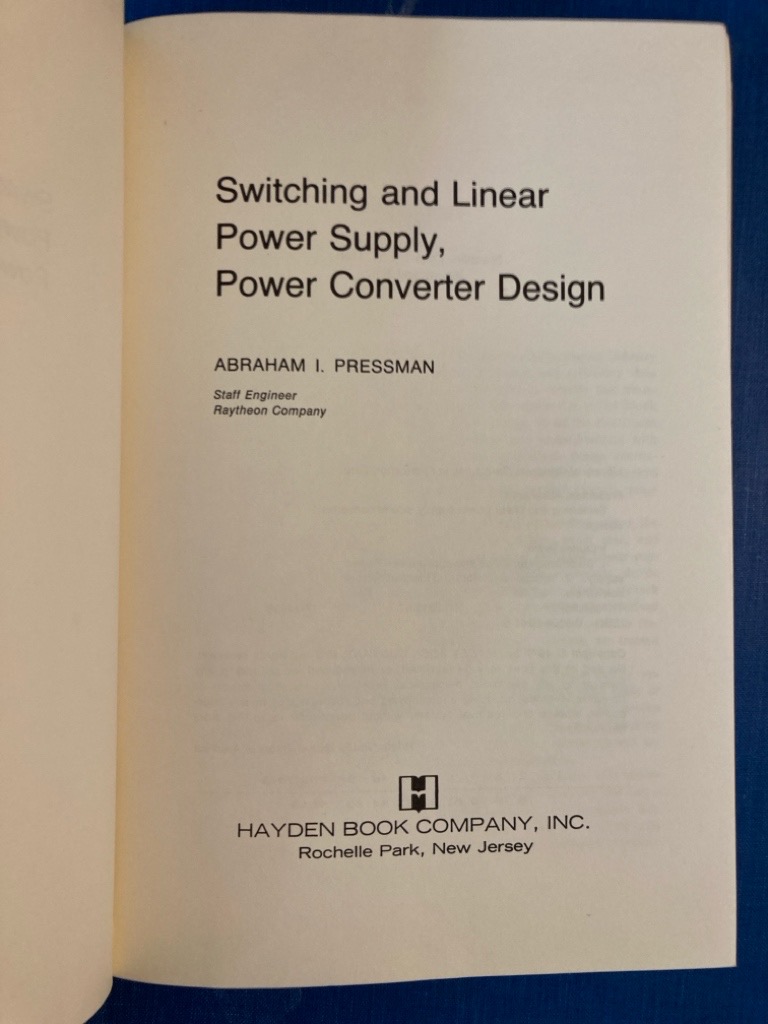 Switching and Linear
Power Supply,
Power Converter Design
ABRAHAM I. PRESSMAN
Staff Engineer
Raytheon Company
HAYDEN BOOK COMPANY, INC.
Rochelle Park, New Jersey